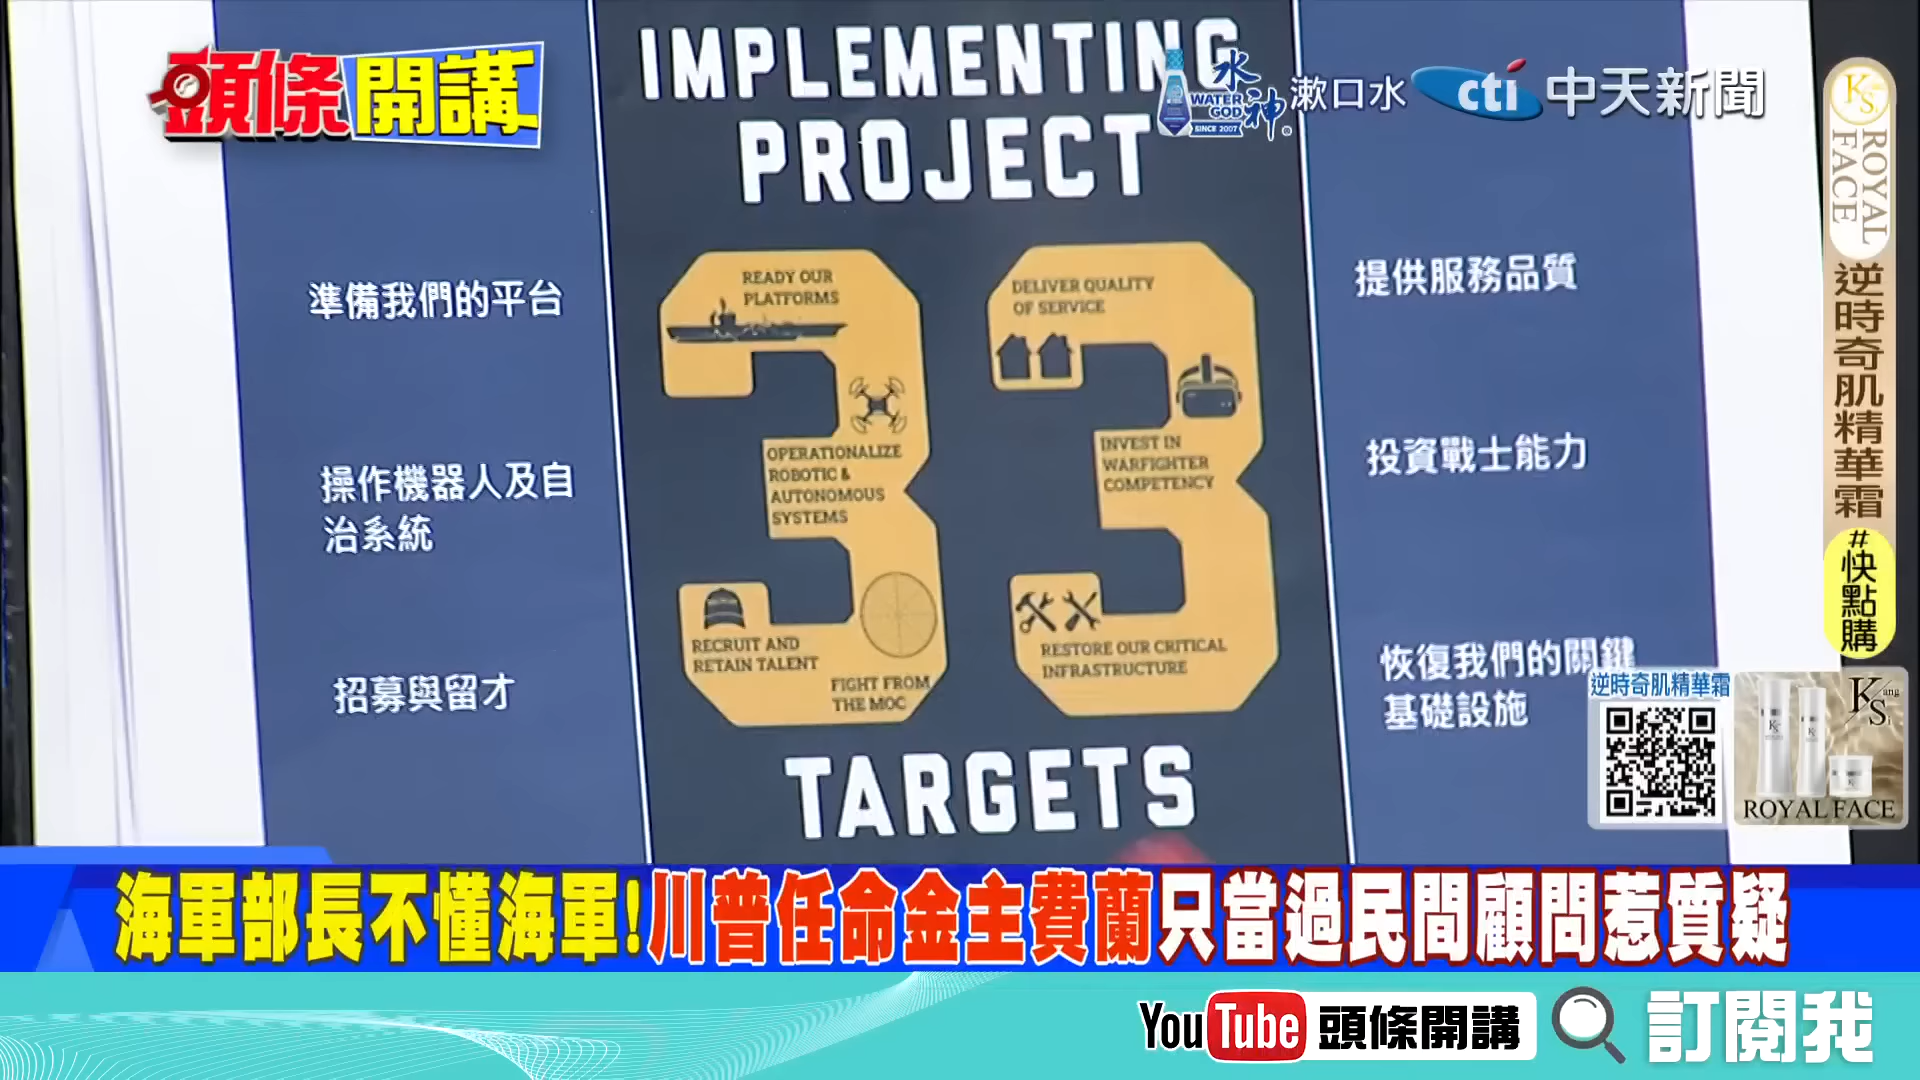 頭條開講
IMPLEMENTING
PROJECT
水神
WATER
GOD
SINCE 2007
漱口水
cti 中天新聞
KS
ROYAL
FACE
逆時奇肌精華霜
#快點購
準備我們的平台
操作機器人及自
治系統
招募與留才
READY OUR
PLATFORMS
OPERATIONALIZE
ROBOTIC &
AUTONOMOUS
SYSTEMS
RECRUIT AND
RETAIN TALENT
FIGHT FROM
THE MOC
DELIVER QUALITY
OF SERVICE
INVEST IN
WARFIGHTER
COMPETENCY
RESTORE OUR CRITICAL
INFRASTRUCTURE
提供服務品質
投資戰士能力
恢復我們的關鍵
基礎設施
TARGETS
逆時奇肌精華霜
Kang
Si
ROYAL FACE
海軍部長不懂海軍!川普任命金主費蘭只當過民間顧問惹質疑
YouTube 頭條開講
訂閱我